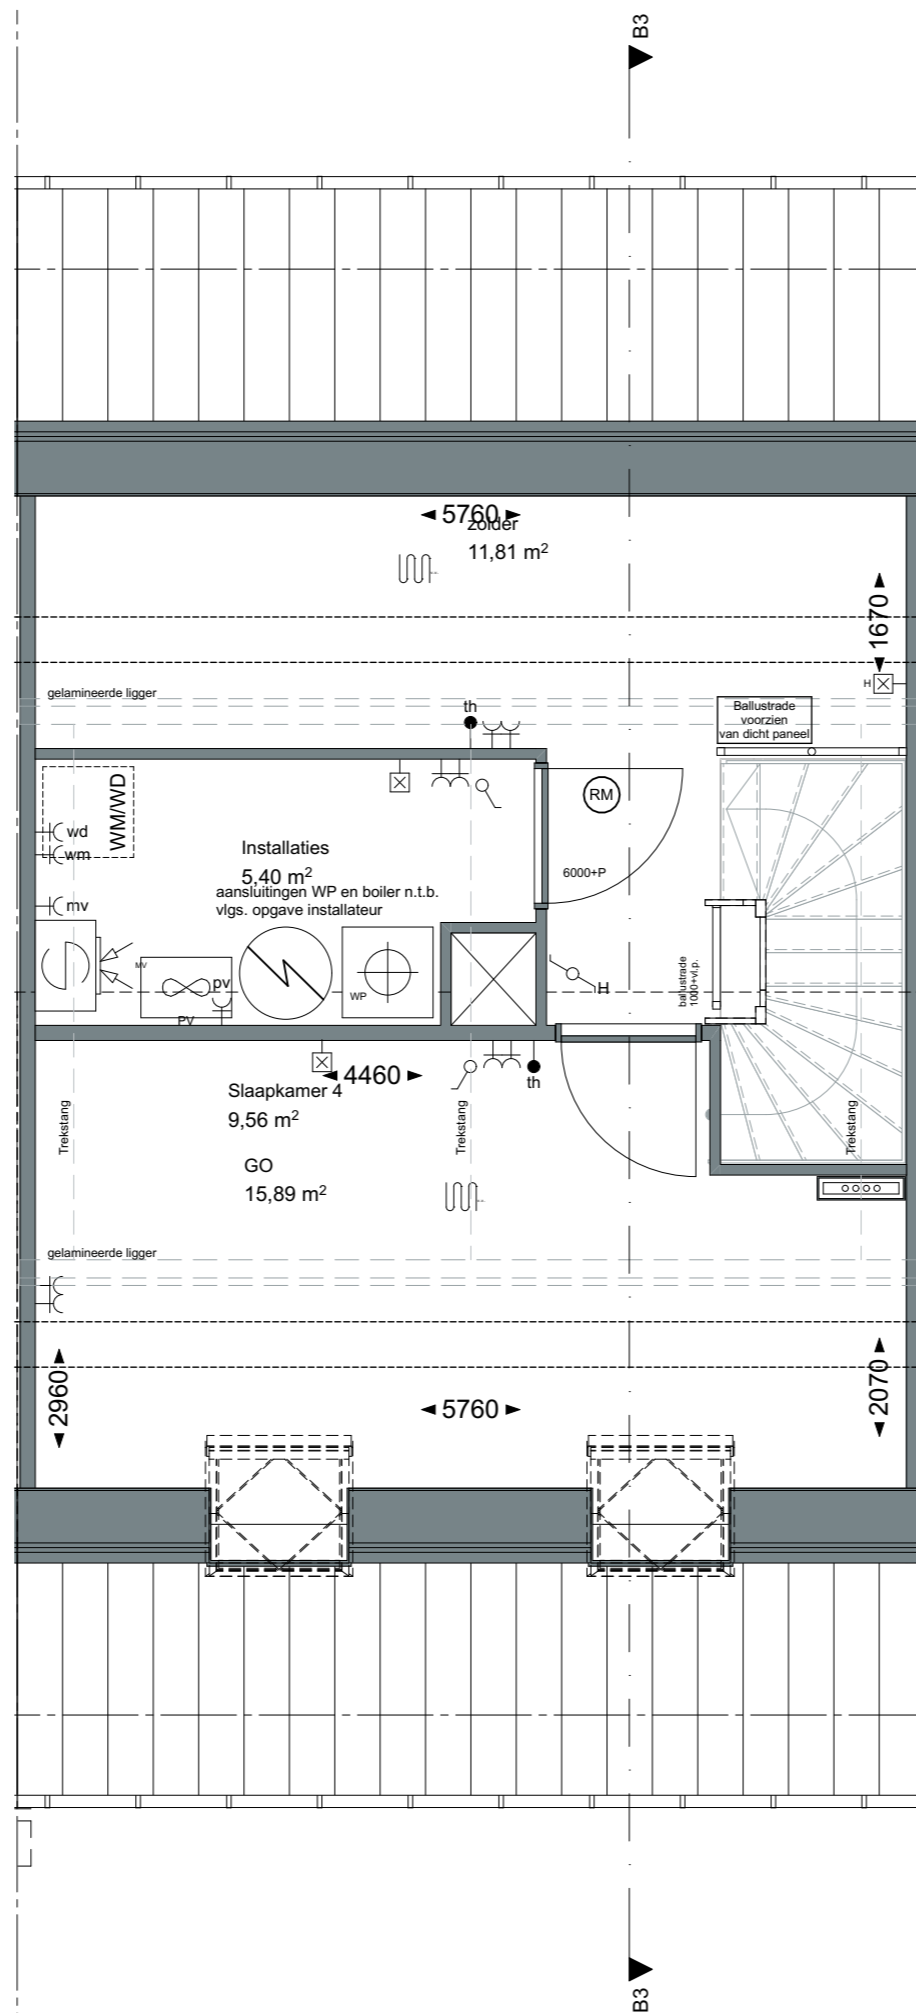 B3
5760
zolder
11,81 m²
1670
H
gelamineerde ligger
th
Ballustrade
voorzien
van dicht paneel
WM/WD
wd
wm
RM
Installaties
5,40 m²
aansluitingen WP en boiler n.t.b.
vlgs. opgave installateur
6000+P
mv
MV
pv
PV
WP
H
ballustrade
1000+vl.p.
4460
th
Slaapkamer 4
9,56 m²
Trekstang
Trekstang
Trekstang
GO
15,89 m²
gelamineerde ligger
2960
5760
2070
B3